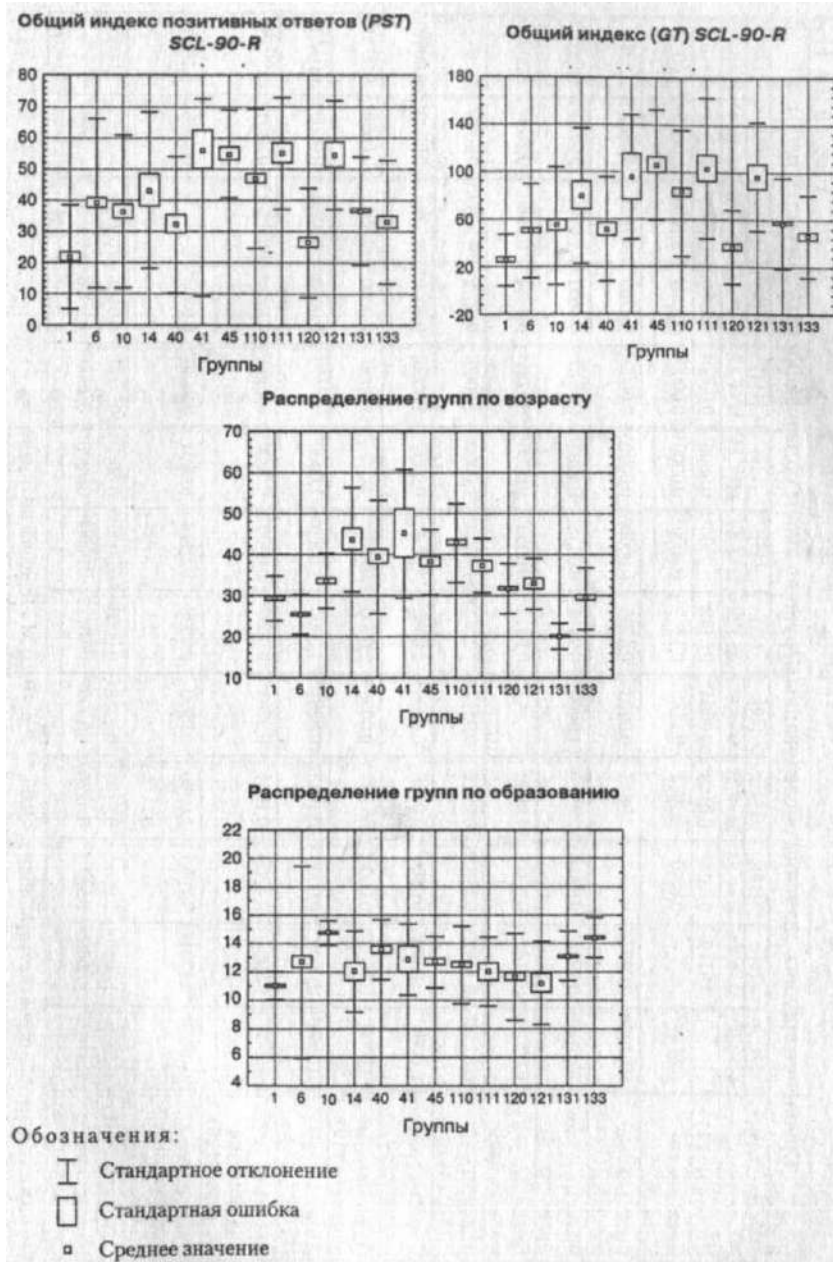 Общий индекс позитивных ответов (PST)
SCL-90-R
80
70
60
50
40
30
20
10
0
1 6 10 14 40 41 45 110 111 120 121 131 133
Группы
Общий индекс (GT) SCL-90-R
180
140
100
60
20
-20
1 6 10 14 40 41 45 110 111 120 121 131 133
Группы
Распределение групп по возрасту
70
60
50
40
30
20
10
1 6 10 14 40 41 45 110 111 120 121 131 133
Группы
Распределение групп по образованию
22
20
18
16
14
12
10
8
6
4
1 6 10 14 40 41 45 110 111 120 121 131 133
Группы
Обозначения:
Стандартное отклонение
Стандартная ошибка
Среднее значение